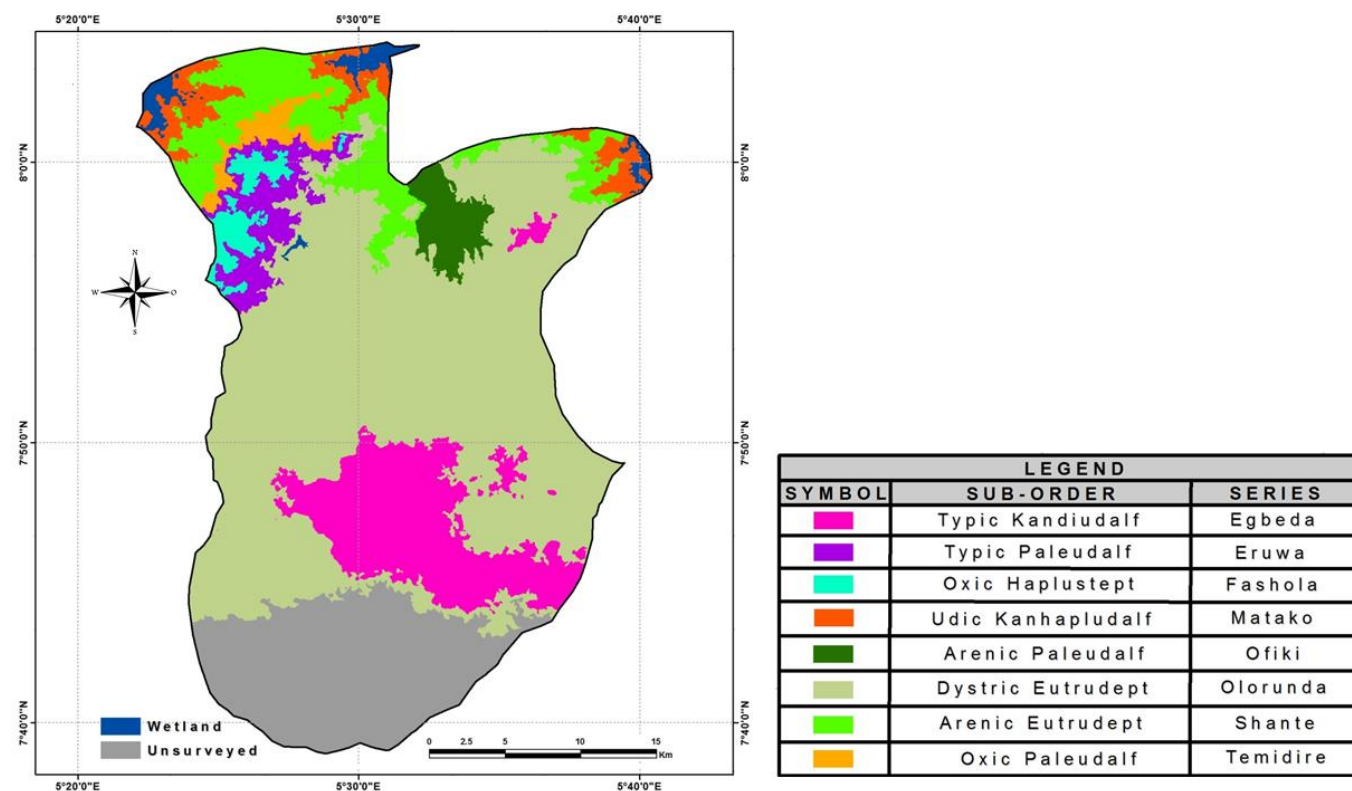 5°20'0"E 5°30'0"E 5°40'0"E
8°0'0"N 8°0'0"N
N
W O
S
7°50'0"N 7°50'0"N
7°40'0"N 7°40'0"N
Wetland
Unsurveyed
0 2.5 5 10 15
Km
5°20'0"E 5°30'0"E 5°40'0"E
LEGEND
SYMBOL SUB-ORDER SERIES
Typic Kandiudalf Egbeda
Typic Paleudalf Eruwa
Oxic Haplustept Fashola
Udic Kanhapludalf Matako
Arenic Paleudalf Ofiki
Dystric Eutrudept Olorunda
Arenic Eutrudept Shante
Oxic Paleudalf Temidire